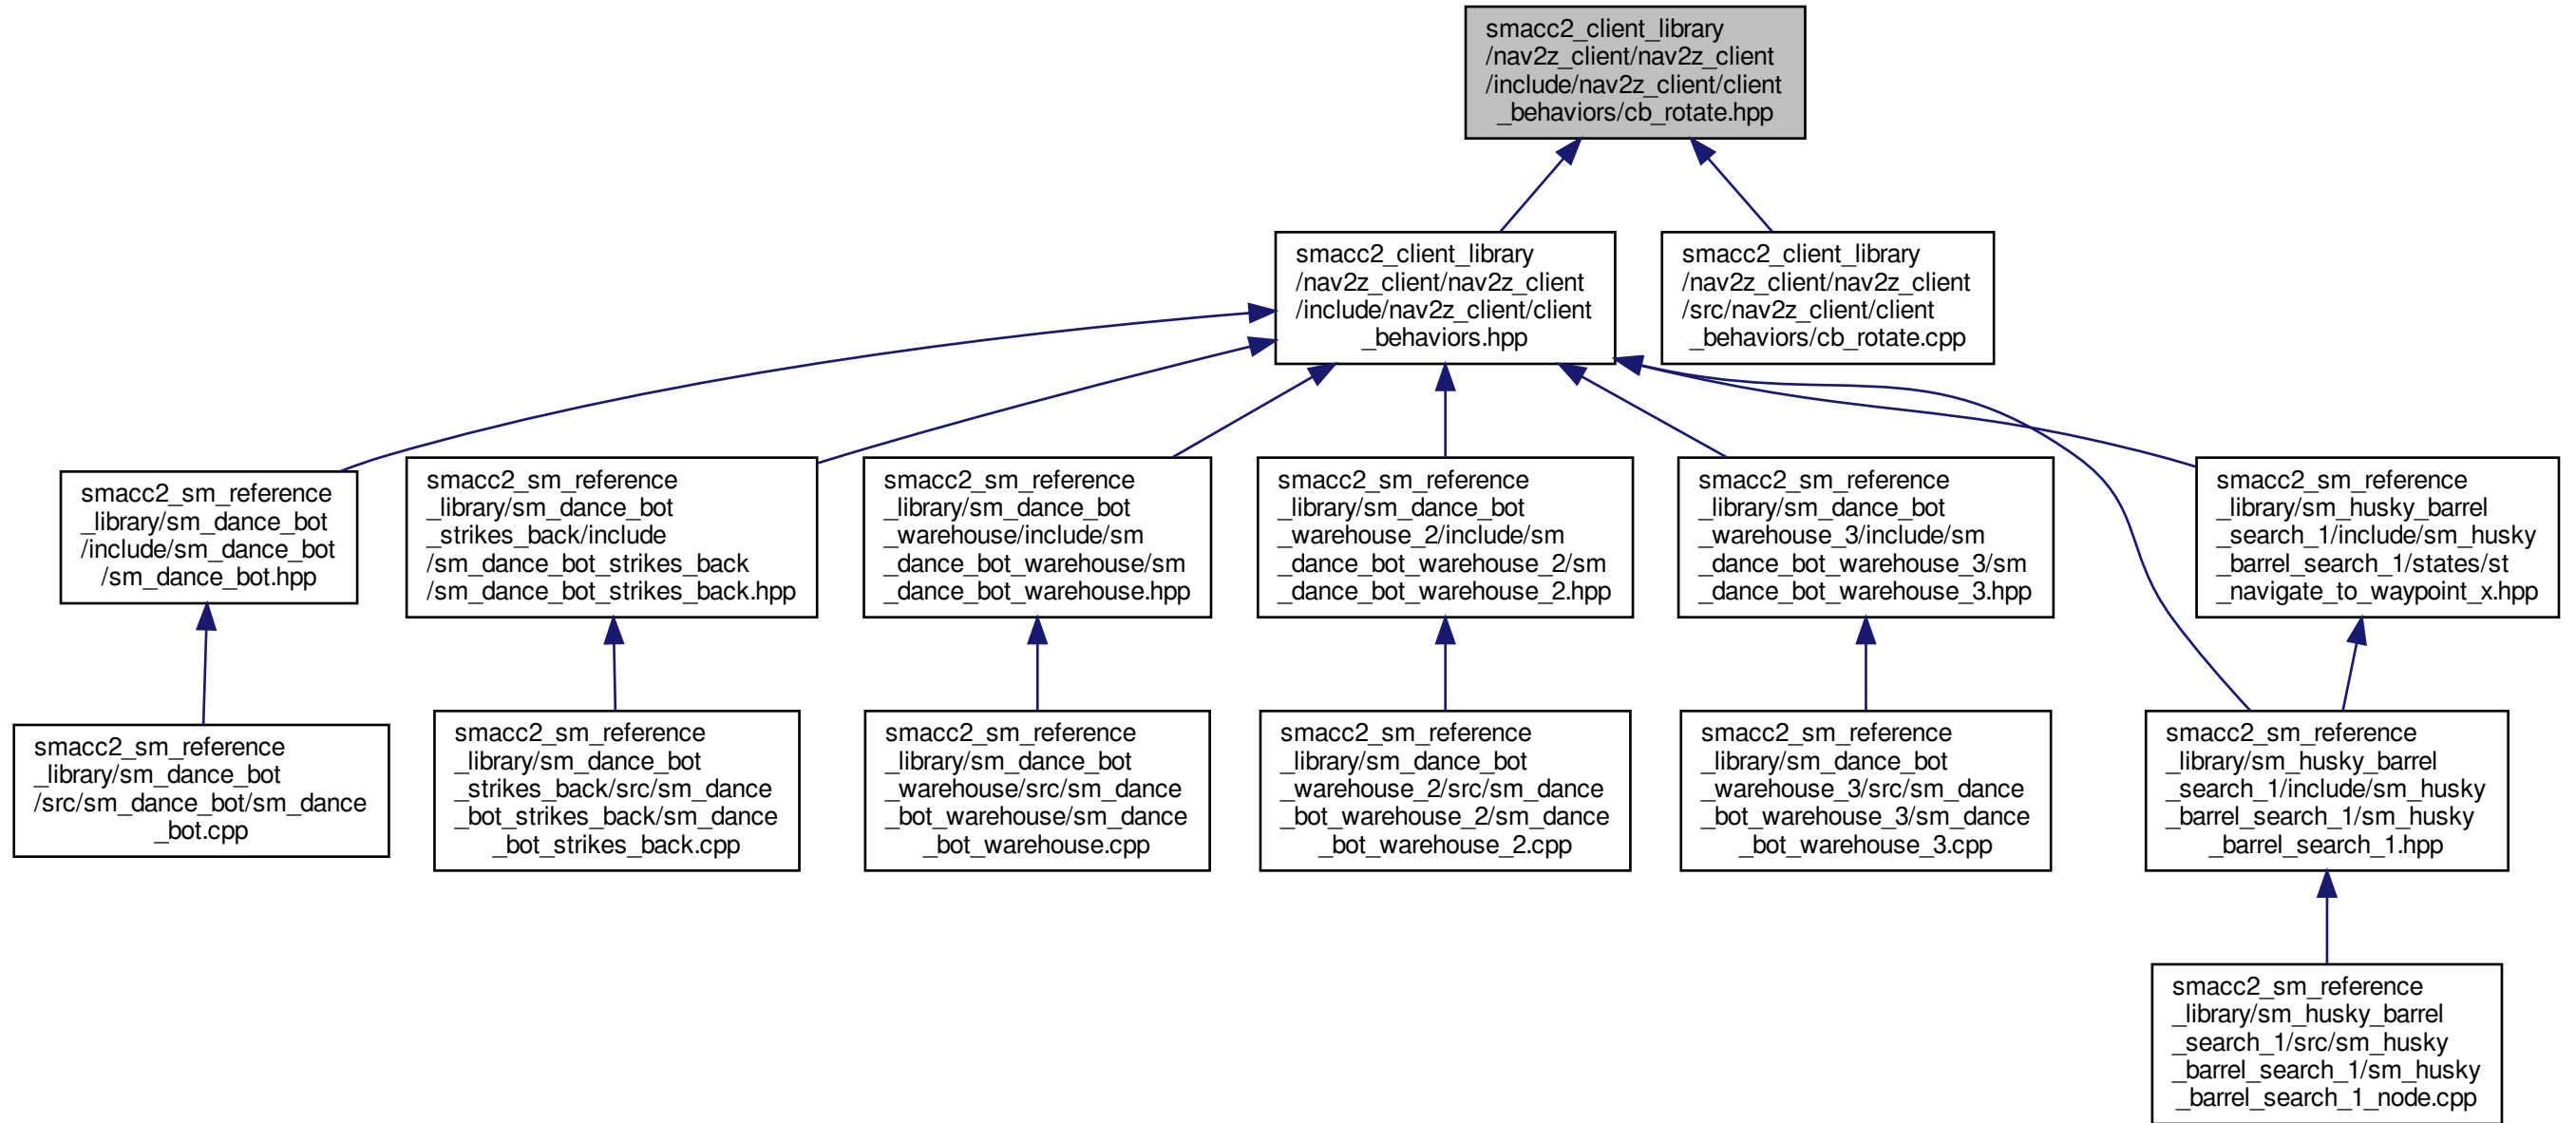 smacc2_client_library
/nav2z_client/nav2z_client
/include/nav2z_client/client
_behaviors/cb_rotate.hpp
smacc2_client_library
/nav2z_client/nav2z_client
/include/nav2z_client/client
_behaviors.hpp
smacc2_client_library
/nav2z_client/nav2z_client
/src/nav2z_client/client
_behaviors/cb_rotate.cpp
smacc2_sm_reference
_library/sm_dance_bot
/include/sm_dance_bot
/sm_dance_bot.hpp
smacc2_sm_reference
_library/sm_dance_bot
_strikes_back/include
/sm_dance_bot_strikes_back
/sm_dance_bot_strikes_back.hpp
smacc2_sm_reference
_library/sm_dance_bot
_warehouse/include/sm
_dance_bot_warehouse/sm
_dance_bot_warehouse.hpp
smacc2_sm_reference
_library/sm_dance_bot
_warehouse_2/include/sm
_dance_bot_warehouse_2/sm
_dance_bot_warehouse_2.hpp
smacc2_sm_reference
_library/sm_dance_bot
_warehouse_3/include/sm
_dance_bot_warehouse_3/sm
_dance_bot_warehouse_3.hpp
smacc2_sm_reference
_library/sm_husky_barrel
_search_1/include/sm_husky
_barrel_search_1/states/st
_navigate_to_waypoint_x.hpp
smacc2_sm_reference
_library/sm_dance_bot
/src/sm_dance_bot/sm_dance
_bot.cpp
smacc2_sm_reference
_library/sm_dance_bot
_strikes_back/src/sm_dance
_bot_strikes_back/sm_dance
_bot_strikes_back.cpp
smacc2_sm_reference
_library/sm_dance_bot
_warehouse/src/sm_dance
_bot_warehouse/sm_dance
_bot_warehouse.cpp
smacc2_sm_reference
_library/sm_dance_bot
_warehouse_2/src/sm_dance
_bot_warehouse_2/sm_dance
_bot_warehouse_2.cpp
smacc2_sm_reference
_library/sm_dance_bot
_warehouse_3/src/sm_dance
_bot_warehouse_3/sm_dance
_bot_warehouse_3.cpp
smacc2_sm_reference
_library/sm_husky_barrel
_search_1/include/sm_husky
_barrel_search_1/sm_husky
_barrel_search_1.hpp
smacc2_sm_reference
_library/sm_husky_barrel
_search_1/src/sm_husky
_barrel_search_1/sm_husky
_barrel_search_1_node.cpp